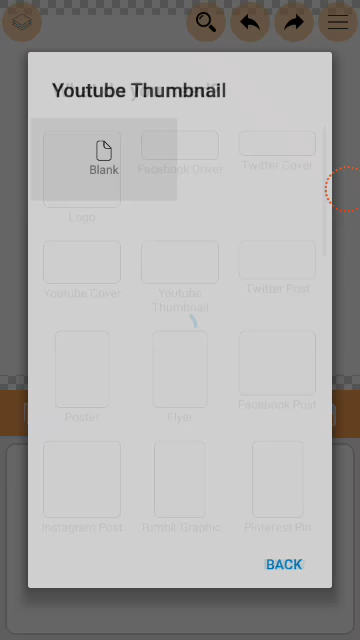 Youtube Thumbnail
Blank
Facebook Cover
Twitter Cover
Logo
Youtube Cover
Youtube
Thumbnail
Twitter Post
Poster
Flyer
Facebook Post
Instagram Post
Tumblr Graphic
Pinterest Pin
BACK